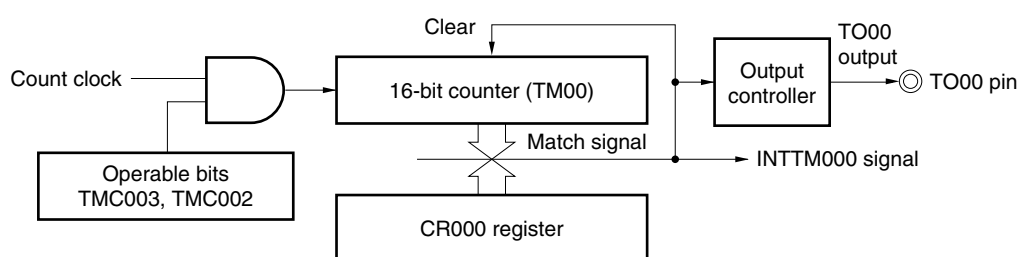 Clear
TO00
output
Count clock
16-bit counter (TM00)
Output
controller
TO00 pin
Match signal
INTTM000 signal
Operable bits
TMC003, TMC002
CR000 register